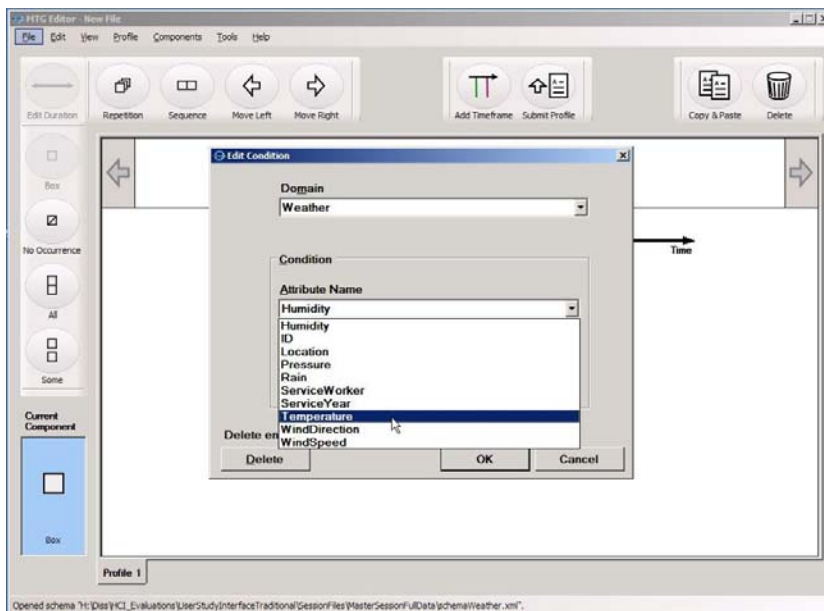 MTG Editor - New File
File Edit View Profile Components Tools Help
Edit Duration Repetition Sequence Move Left Move Right Add Timeframe Submit Profile Copy & Paste Delete
Box
No Occurrence
All
Some
Current
Component
Box
Edit Condition
Domain
Weather
Condition
Attribute Name
Humidity
Humidity
ID
Location
Pressure
Rain
ServiceWorker
ServiceYear
Temperature
WindDirection
WindSpeed
Delete en
Delete OK Cancel
Time
Profile 1
Opened schema "H:\Diss\HCI_Evaluations\UserStudyInterfaceTraditional\SessionFiles\MasterSessionFullData\schemaWeather.xml".